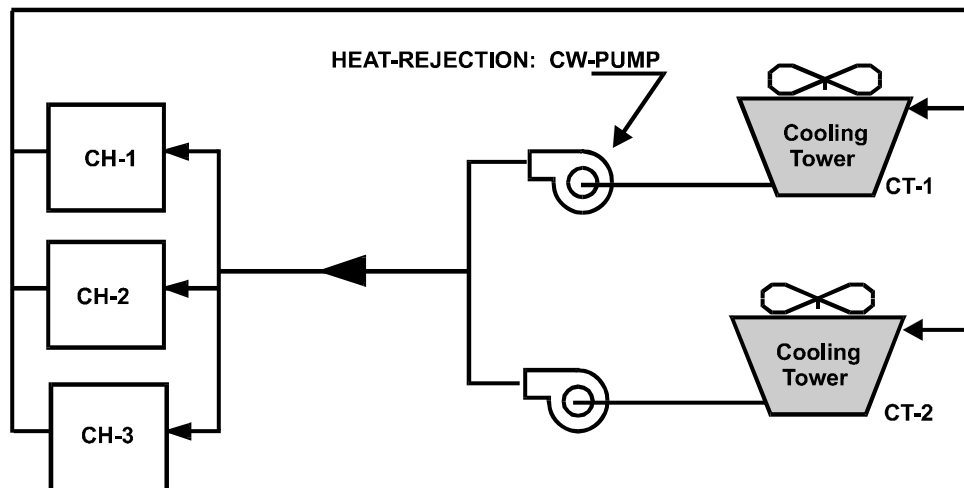 HEAT-REJECTION: CW-PUMP
CH-1
Cooling
Tower
CT-1
CH-2
Cooling
Tower
CT-2
CH-3